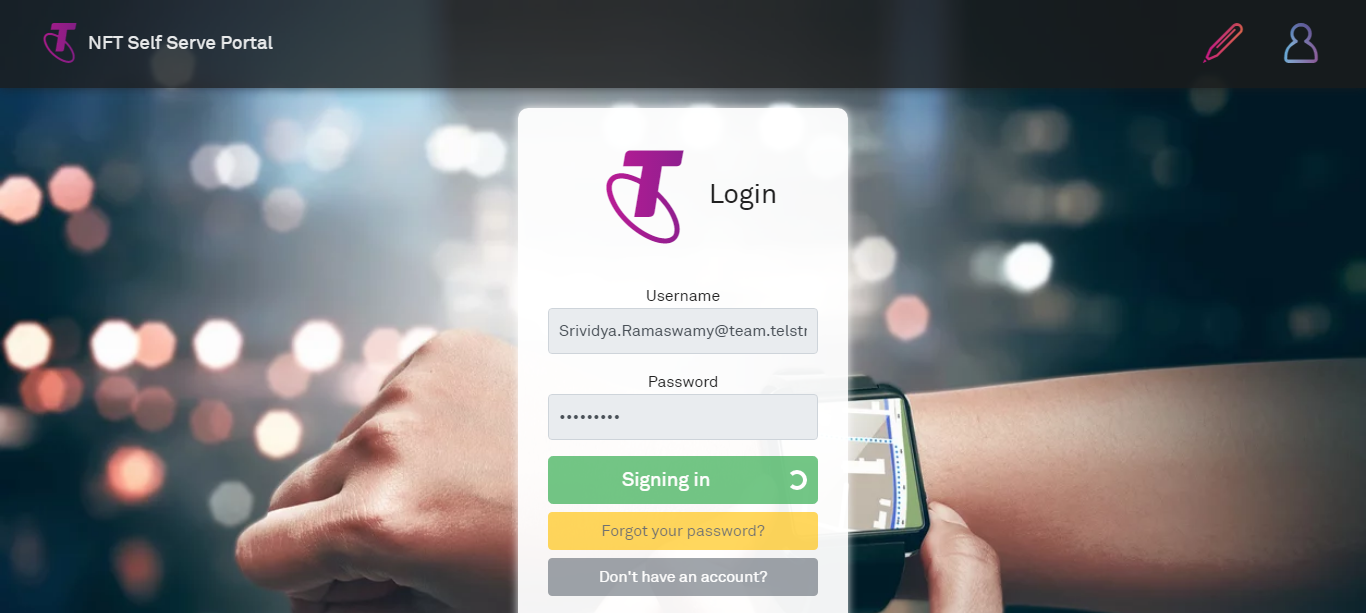 NFT Self Serve Portal
Login
Username
Srividya.Ramaswamy@team.telstr
Password
•••••••••
Signing in
Forgot your password?
Don't have an account?